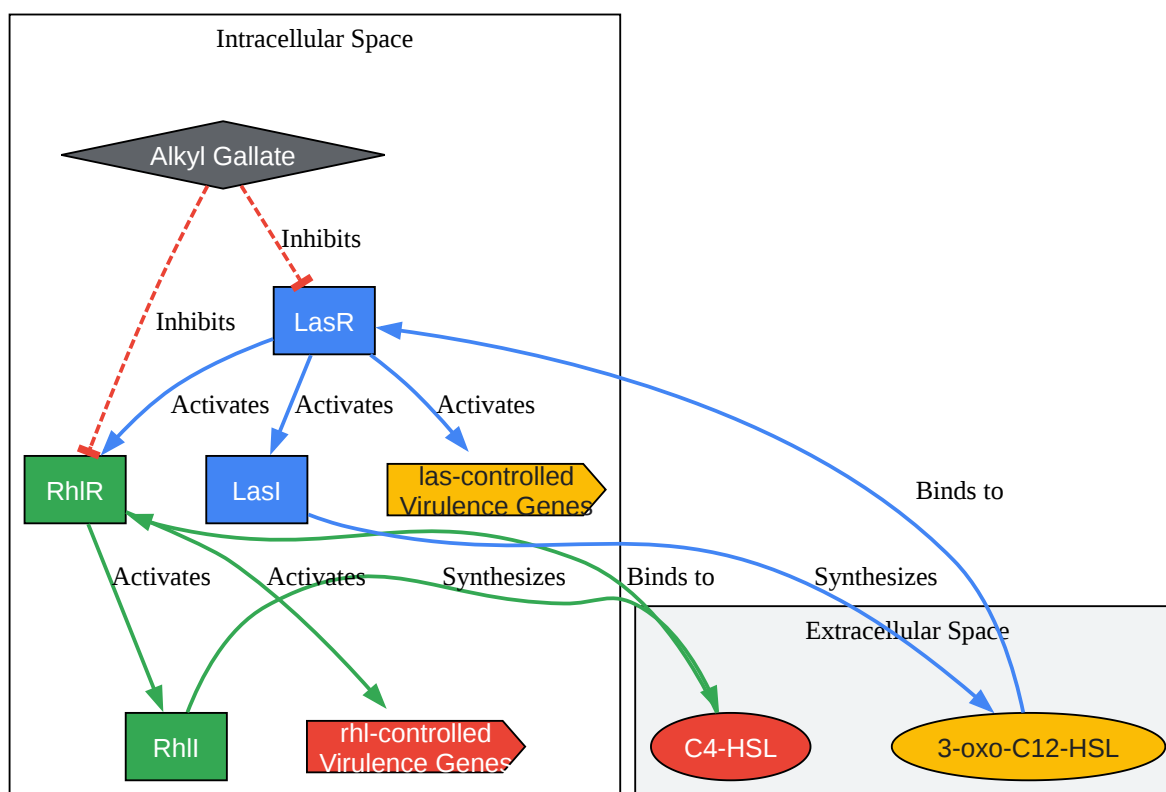 Intracellular Space
Alkyl Gallate
Inhibits
Inhibits
LasR
Activates
Activates
Activates
RhlR
LasI
las-controlled
Virulence Genes
Binds to
Activates
Activates
Synthesizes
Binds to
Synthesizes
Extracellular Space
RhlI
rhl-controlled
Virulence Genes
C4-HSL
3-oxo-C12-HSL